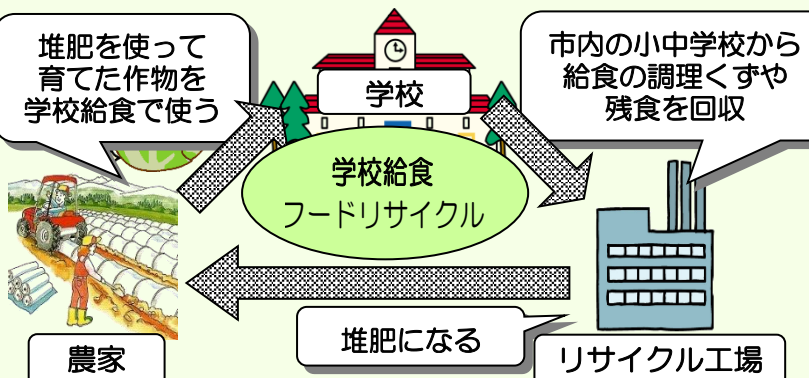 堆肥を使って
育てた作物を
学校給食で使う
学校
市内の小中学校から
給食の調理くずや
残食を回収
学校給食
フードリサイクル
堆肥になる
農家
リサイクル工場